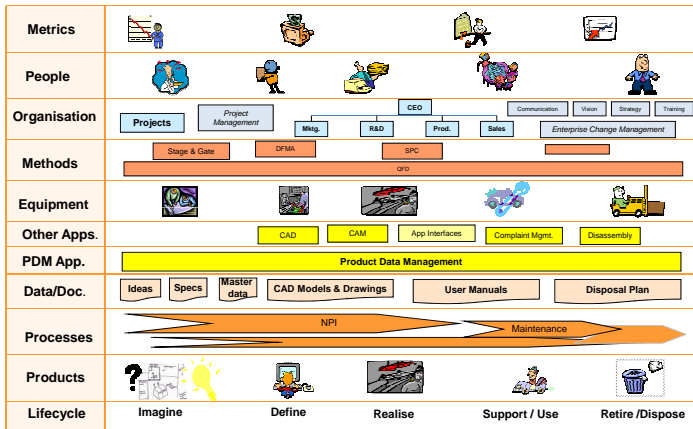 Metrics
People
Organisation
Projects
Project
Management
CEO
Mktg.
R&D
Prod.
Sales
Communication
Vision
Strategy
Training
Enterprise Change Management
Methods
Stage & Gate
DFMA
SPC
QFD
Equipment
Other Apps.
CAD
CAM
App Interfaces
Complaint Mgmt.
Disassembly
PDM App.
Product Data Management
Data/Doc.
Ideas
Specs
Master
data
CAD Models & Drawings
User Manuals
Disposal Plan
Processes
NPI
Maintenance
Products
?
Lifecycle
Imagine
Define
Realise
Support / Use
Retire /Dispose